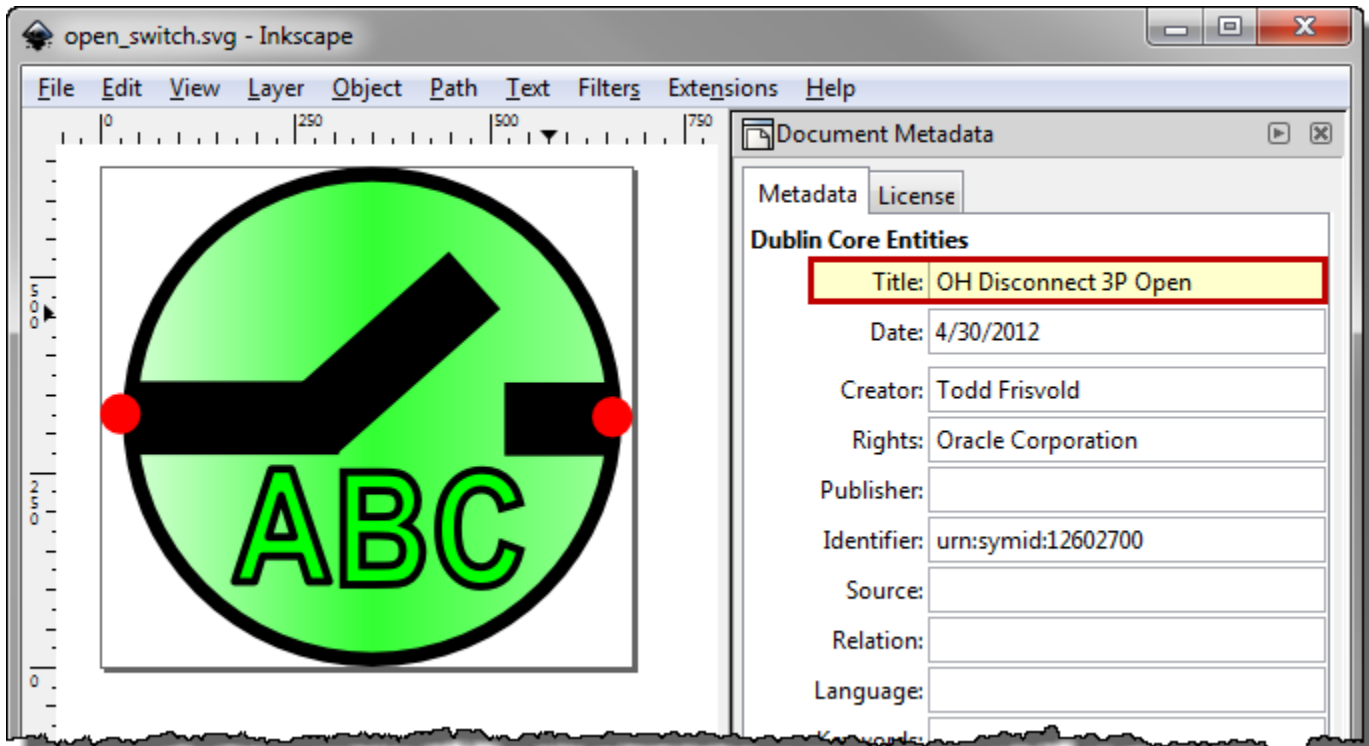 open_switch.svg - Inkscape
File Edit View Layer Object Path Text Filters Extensions Help
0 250 500 750
Document Metadata
Metadata License
Dublin Core Entities
Title: OH Disconnect 3P Open
Date: 4/30/2012
Creator: Todd Frisvold
Rights: Oracle Corporation
Publisher:
Identifier: urn:symid:12602700
Source:
Relation:
Language:
500
250
0
ABC